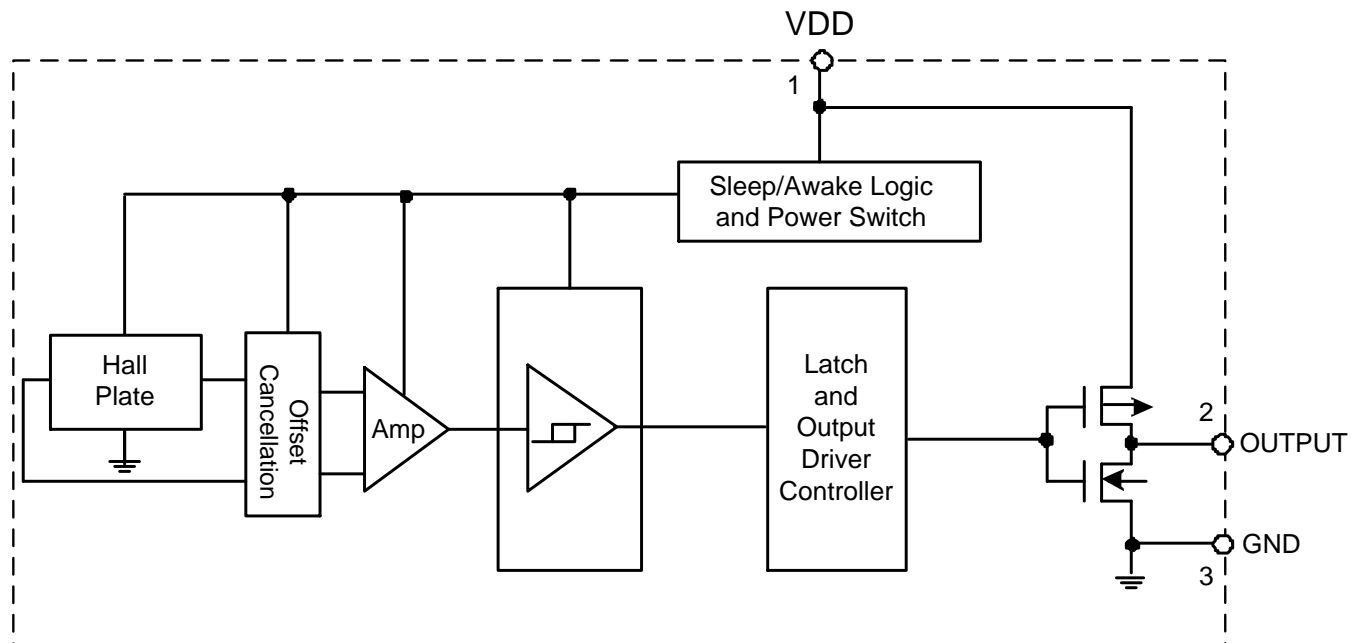 VDD
1
Sleep/Awake Logic
and Power Switch
Hall
Plate
Offset
Cancellation
Amp
Latch
and
Output
Driver
Controller
2
OUTPUT
GND
3